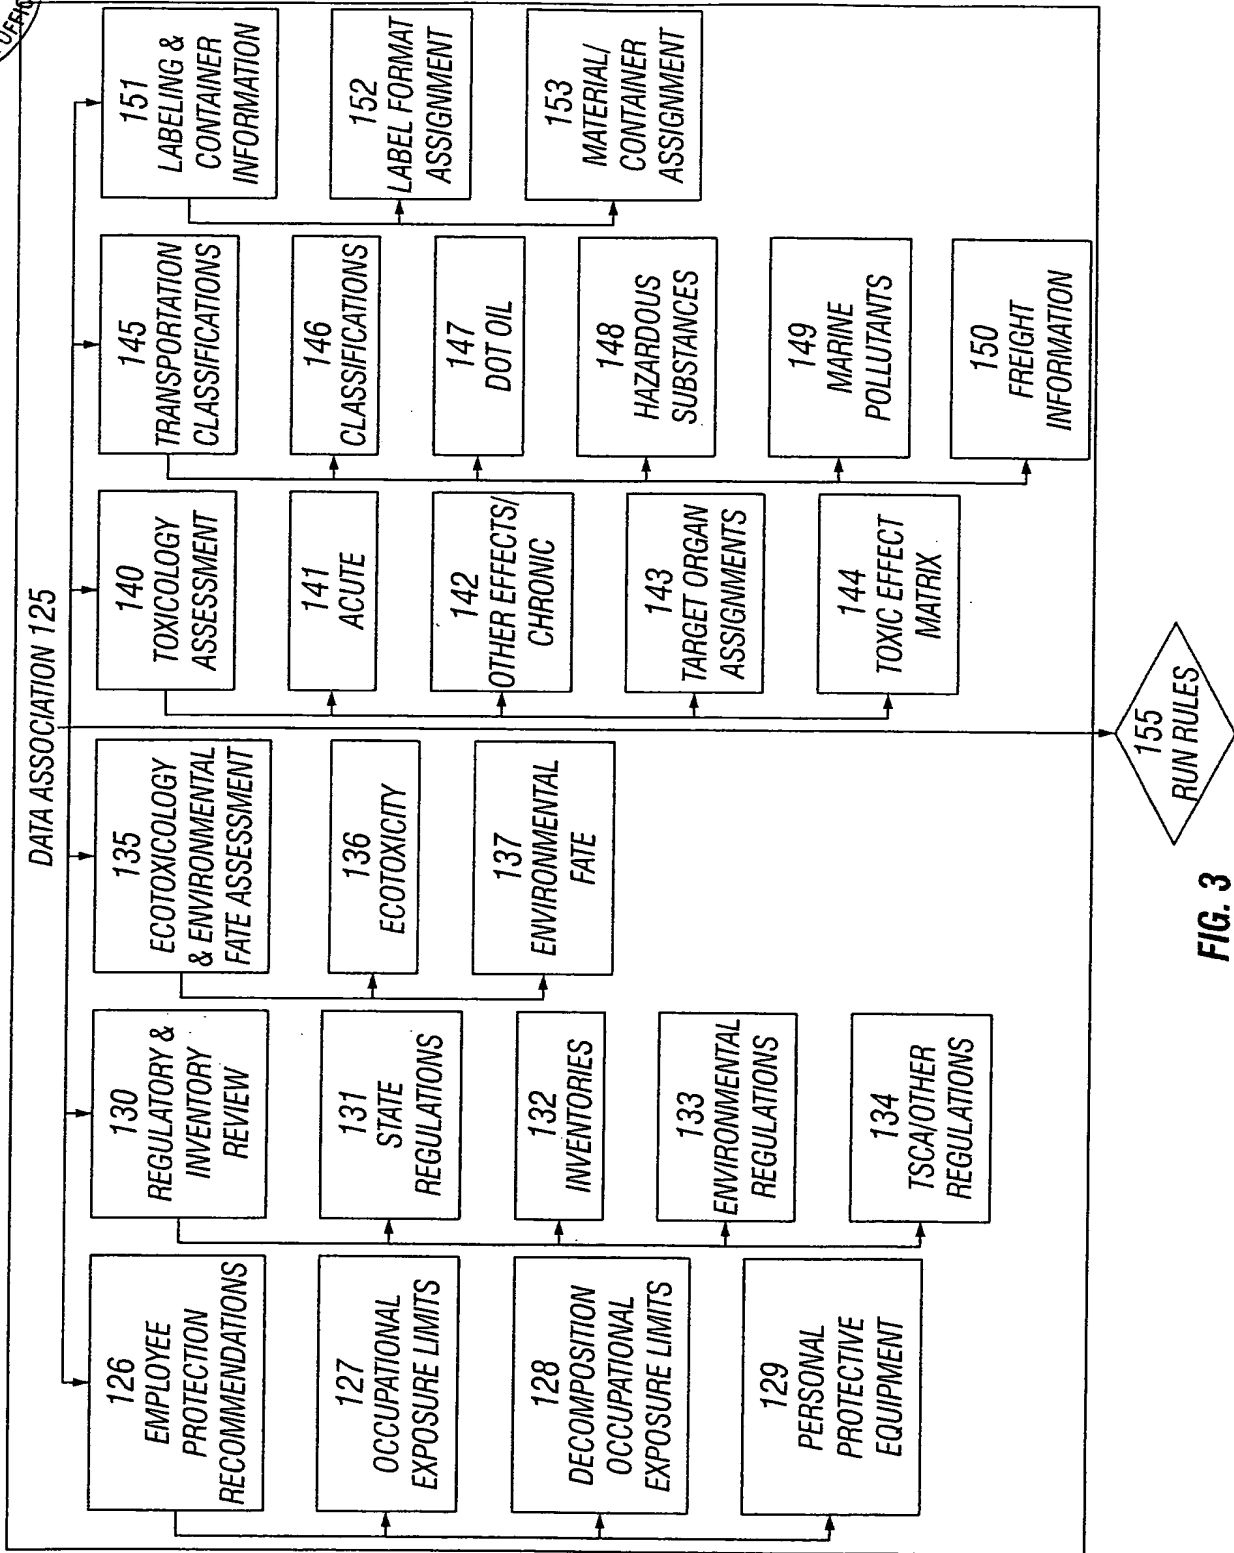 DATA ASSOCIATION 125
126
EMPLOYEE
PROTECTION
RECOMMENDATIONS
127
OCCUPATIONAL
EXPOSURE LIMITS
128
DECOMPOSITION
OCCUPATIONAL
EXPOSURE LIMITS
129
PERSONAL
PROTECTIVE
EQUIPMENT
130
REGULATORY &
INVENTORY
REVIEW
131
STATE
REGULATIONS
132
INVENTORIES
133
ENVIRONMENTAL
REGULATIONS
134
TSCA/OTHER
REGULATIONS
135
ECOTOXICOLOGY
& ENVIRONMENTAL
FATE ASSESSMENT
136
ECOTOXICITY
137
ENVIRONMENTAL
FATE
140
TOXICOLOGY
ASSESSMENT
141
ACUTE
142
OTHER EFFECTS/
CHRONIC
143
TARGET ORGAN
ASSIGNMENTS
144
TOXIC EFFECT
MATRIX
145
TRANSPORTATION
CLASSIFICATIONS
146
CLASSIFICATIONS
147
DOT OIL
148
HAZARDOUS
SUBSTANCES
149
MARINE
POLLUTANTS
150
FREIGHT
INFORMATION
151
LABELING &
CONTAINER
INFORMATION
152
LABEL FORMAT
ASSIGNMENT
153
MATERIAL/
CONTAINER
ASSIGNMENT
155
RUN RULES
FIG. 3